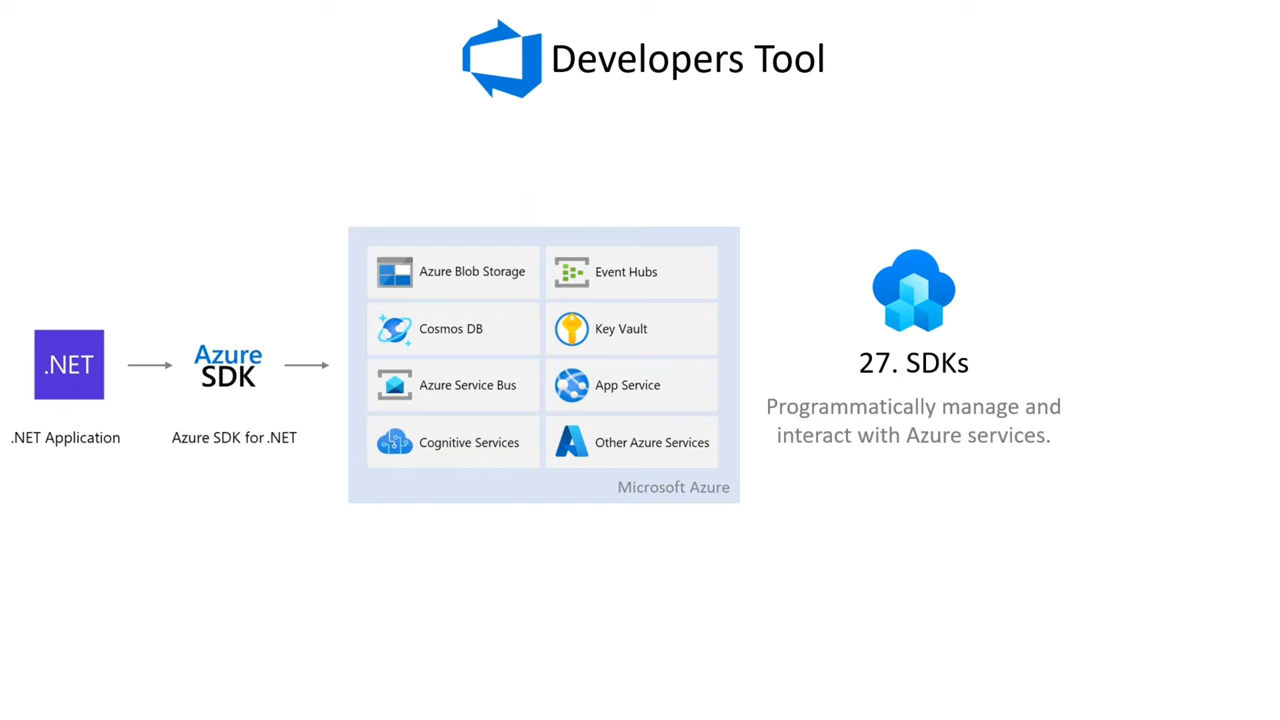 Developers Tool
.NET
.NET Application
Azure
SDK
Azure SDK for .NET
Azure Blob Storage
Event Hubs
Cosmos DB
Key Vault
Azure Service Bus
App Service
Cognitive Services
Other Azure Services
Microsoft Azure
27. SDKs
Programmatically manage and
interact with Azure services.